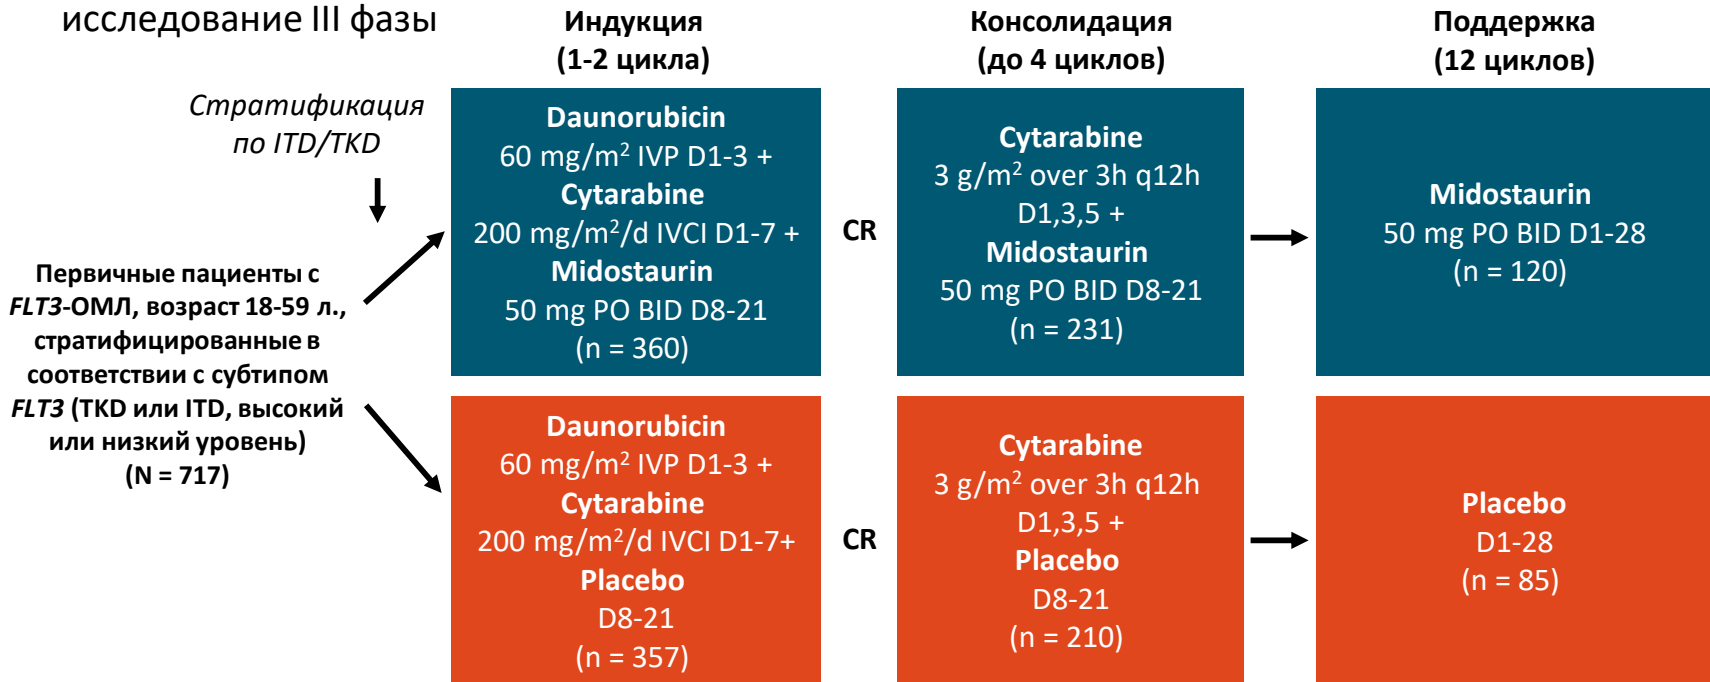 исследование III фазы
Индукция
(1-2 цикла)
Консолидация
(до 4 циклов)
Поддержка
(12 циклов)
Стратификация
по ITD/TKD
Первичные пациенты с
FLT3-ОМЛ, возраст 18-59 л.,
стратифицированные в
соответствии с субтипом
FLT3 (TKD или ITD, высокий
или низкий уровень)
(N = 717)
Daunorubicin
60 mg/m² IVP D1-3 +
Cytarabine
200 mg/m²/d IVCI D1-7 +
Midostaurin
50 mg PO BID D8-21
(n = 360)
CR
Cytarabine
3 g/m² over 3h q12h
D1,3,5 +
Midostaurin
50 mg PO BID D8-21
(n = 231)
Midostaurin
50 mg PO BID D1-28
(n = 120)
Daunorubicin
60 mg/m² IVP D1-3 +
Cytarabine
200 mg/m²/d IVCI D1-7+
Placebo
D8-21
(n = 357)
CR
Cytarabine
3 g/m² over 3h q12h
D1,3,5 +
Placebo
D8-21
(n = 210)
Placebo
D1-28
(n = 85)